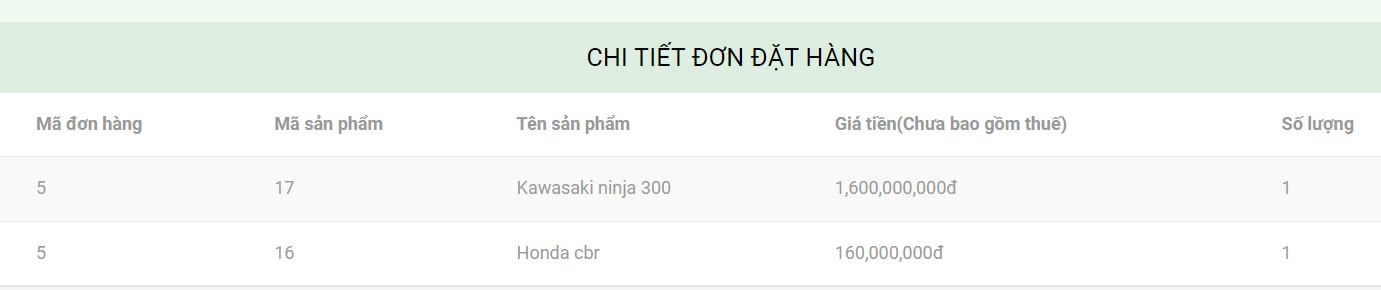 CHI TIẾT ĐƠN ĐẶT HÀNG
Mã đơn hàng Mã sản phẩm Tên sản phẩm Giá tiền(Chưa bao gồm thuế) Số lượng
5 17 Kawasaki ninja 300 1,600,000,000đ 1
5 16 Honda cbr 160,000,000đ 1